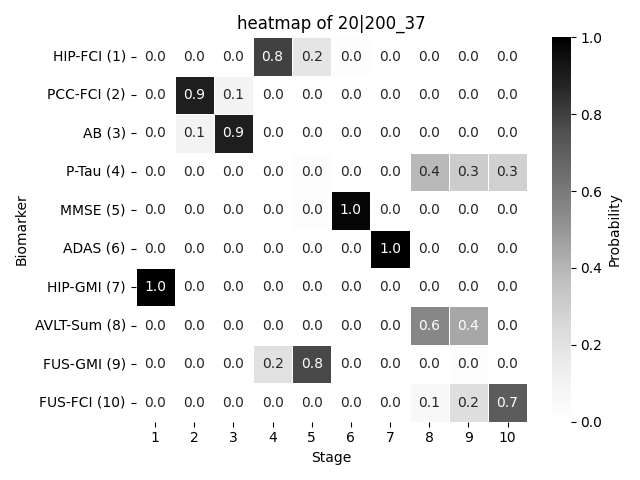 heatmap of 20|200_37
HIP-FCI (1) 0.0 0.0 0.0 0.8 0.2 0.0 0.0 0.0 0.0 0.0
PCC-FCI (2) 0.0 0.9 0.1 0.0 0.0 0.0 0.0 0.0 0.0 0.0
AB (3) 0.0 0.1 0.9 0.0 0.0 0.0 0.0 0.0 0.0 0.0
P-Tau (4) 0.0 0.0 0.0 0.0 0.0 0.0 0.0 0.4 0.3 0.3
MMSE (5) 0.0 0.0 0.0 0.0 0.0 1.0 0.0 0.0 0.0 0.0
ADAS (6) 0.0 0.0 0.0 0.0 0.0 0.0 1.0 0.0 0.0 0.0
HIP-GMI (7) 1.0 0.0 0.0 0.0 0.0 0.0 0.0 0.0 0.0 0.0
AVLT-Sum (8) 0.0 0.0 0.0 0.0 0.0 0.0 0.0 0.6 0.4 0.0
FUS-GMI (9) 0.0 0.0 0.0 0.2 0.8 0.0 0.0 0.0 0.0 0.0
FUS-FCI (10) 0.0 0.0 0.0 0.0 0.0 0.0 0.0 0.1 0.2 0.7
1 2 3 4 5 6 7 8 9 10
Stage
Biomarker
1.0
0.8
0.6
0.4
0.2
0.0
Probability